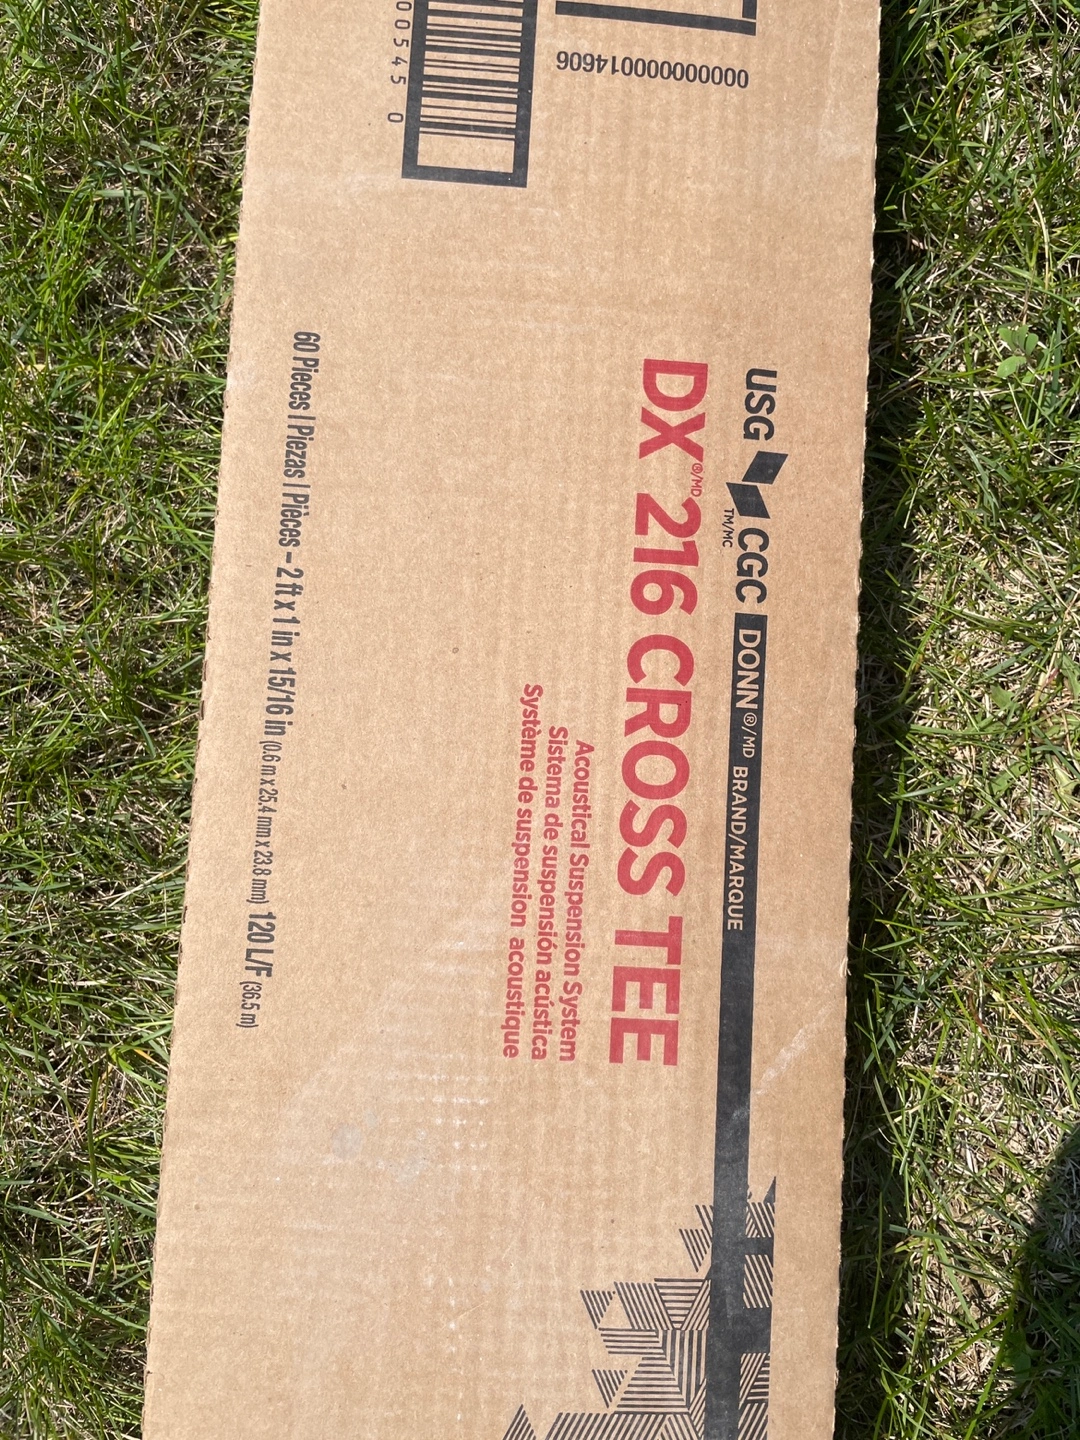 00545 0
00000000000014606
USG CGC TM/MC DONN®/MD BRAND/MARQUE
DX®/MD 216 CROSS TEE
Acoustical Suspension System
Sistema de suspensión acústica
Système de suspension acoustique
60 Pieces | Piezas | Pièces – 2 ft x 1 in x 15/16 in (0.6 m x 25.4 mm x 23.8 mm) 120 L/F (36.5 m)